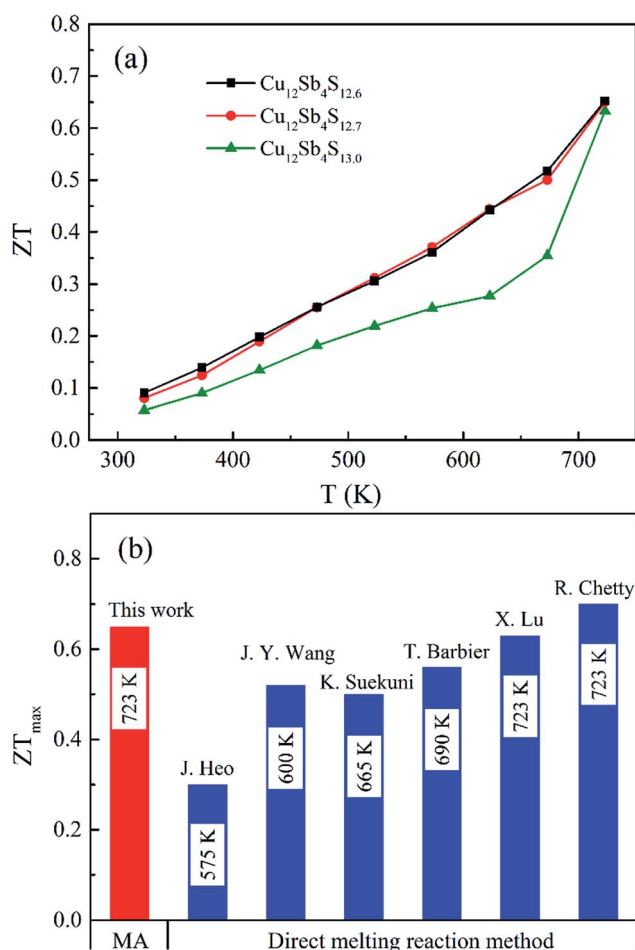 0.8
(a)
0.7
Cu₁₂Sb₄S₁₂.₆
0.6
Cu₁₂Sb₄S₁₂.₇
Cu₁₂Sb₄S₁₃.₀
0.5
ZT
0.4
0.3
0.2
0.1
0.0
300 400 500 600 700
T (K)
(b)
0.8
R. Chetty
This work
X. Lu
T. Barbier
J. Y. Wang
0.6
K. Suekuni
723 K
723 K
723 K
690 K
ZTmax
0.4
600 K
665 K
J. Heo
575 K
0.2
0.0
MA
Direct melting reaction method